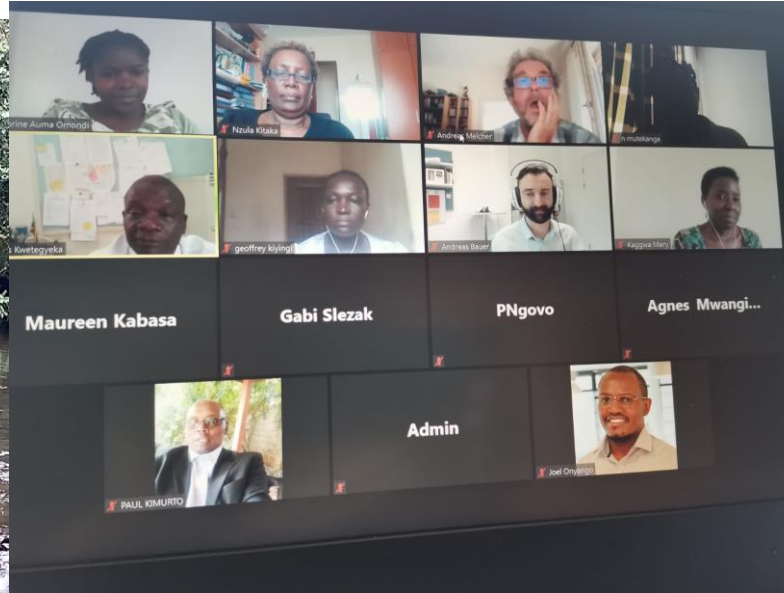 orine Auma Omondi
Nzula Kitaka
Andreas Melcher
n mutekanga
s Kwetegyeka
geoffrey kiyingi
Andreas Bauer
Kaggwa Mery
Maureen Kabasa
Gabi Slezak
PNgovo
Agnes Mwangi...
PAUL KIMURTO
Admin
Joel Onyango